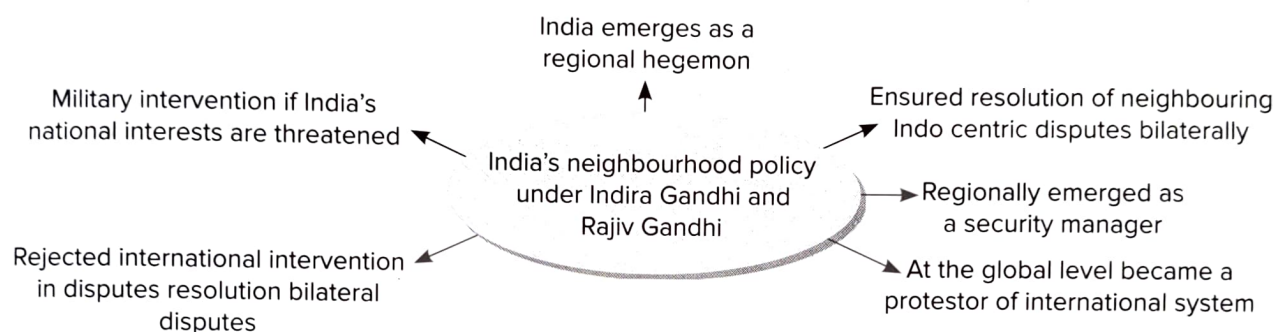 India emerges as a
regional hegemon
Military intervention if India's
national interests are threatened
Ensured resolution of neighbouring
Indo centric disputes bilaterally
India's neighbourhood policy
under Indira Gandhi and
Rajiv Gandhi
Regionally emerged as
a security manager
Rejected international intervention
in disputes resolution bilateral
disputes
At the global level became a
protestor of international system